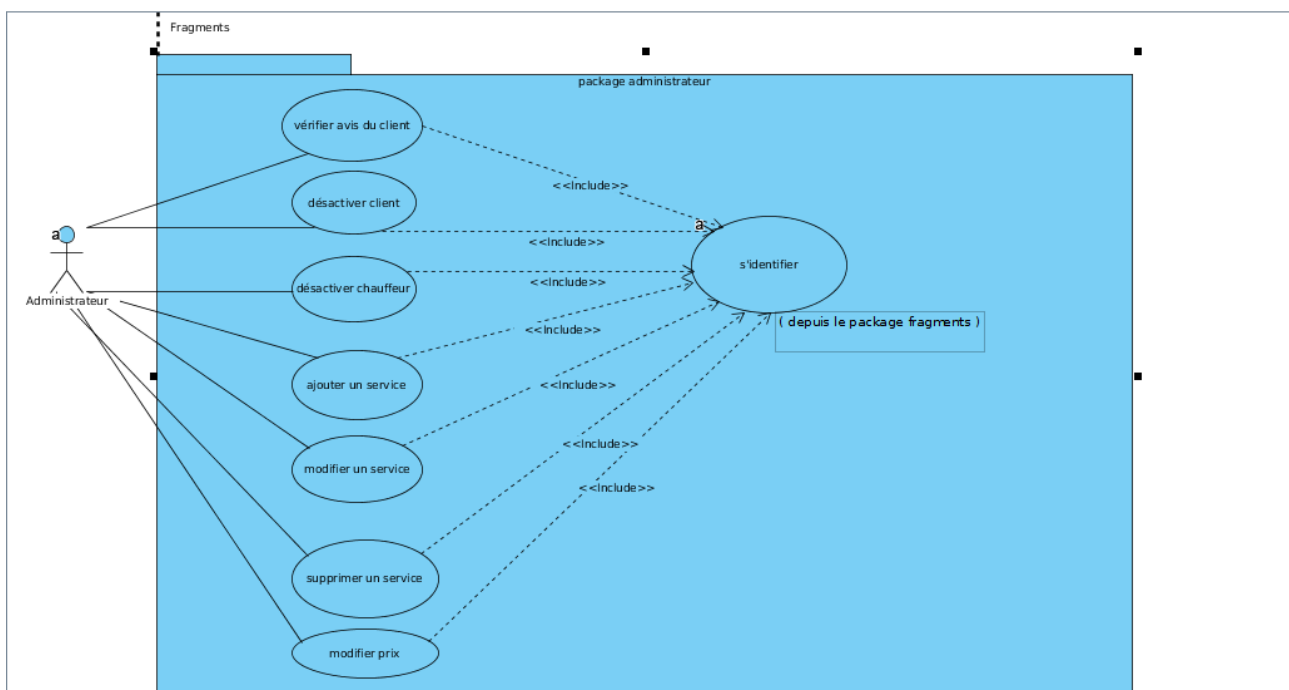 Fragments
package administrateur
vérifier avis du client
<<Include>>
désactiver client
a
s'identifier
<<Include>>
a
Administrateur
désactiver chauffeur
<<Include>>
( depuis le package fragments )
<<Include>>
ajouter un service
<<Include>>
modifier un service
<<Include>>
<<Include>>
supprimer un service
modifier prix